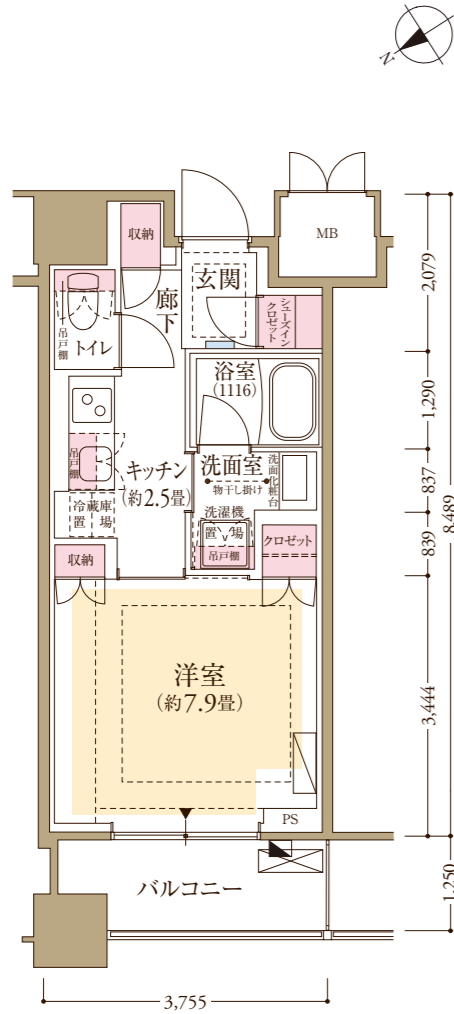 N
収納
MB
玄関
廊下
シューズイン
クロゼット
吊戸棚
トイレ
浴室
(1116)
キッチン
(約2.5畳)
吊戸棚
洗面室
物干し掛け
洗面化粧台
冷蔵庫
置場
洗濯機
置場
吊戸棚
クロゼット
収納
洋室
(約7.9畳)
PS
バルコニー
2,079
1,290
837
839
3,444
8,489
1,250
3,755